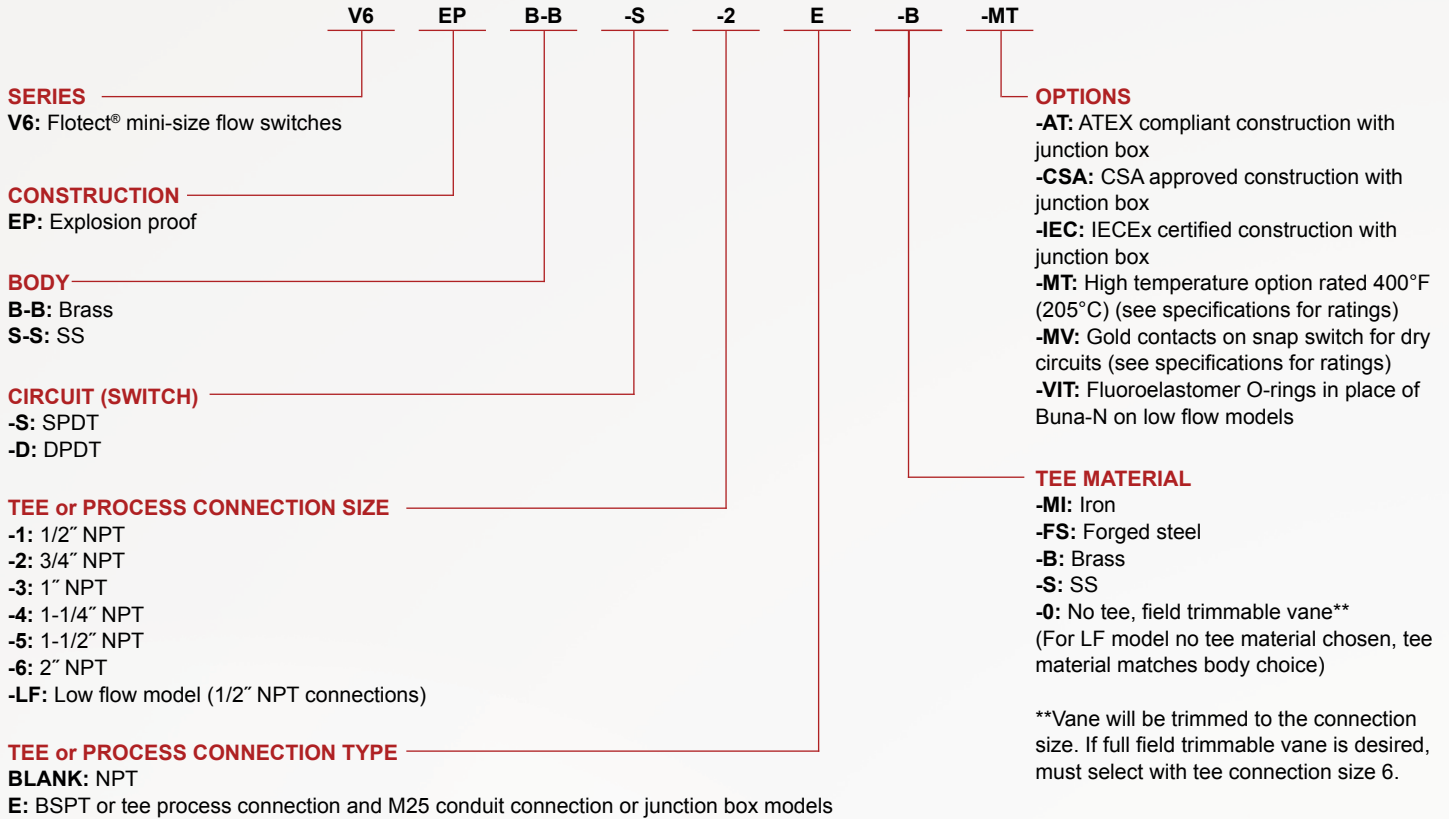 V6 EP B-B -S -2 E -B -MT
SERIES
V6: Flotect® mini-size flow switches
CONSTRUCTION
EP: Explosion proof
BODY
B-B: Brass
S-S: SS
CIRCUIT (SWITCH)
-S: SPDT
-D: DPDT
TEE or PROCESS CONNECTION SIZE
-1: 1/2˝ NPT
-2: 3/4˝ NPT
-3: 1˝ NPT
-4: 1-1/4˝ NPT
-5: 1-1/2˝ NPT
-6: 2˝ NPT
-LF: Low flow model (1/2˝ NPT connections)
TEE or PROCESS CONNECTION TYPE
BLANK: NPT
E: BSPT or tee process connection and M25 conduit connection or junction box models
OPTIONS
-AT: ATEX compliant construction with
junction box
-CSA: CSA approved construction with
junction box
-IEC: IECEx certified construction with
junction box
-MT: High temperature option rated 400°F
(205°C) (see specifications for ratings)
-MV: Gold contacts on snap switch for dry
circuits (see specifications for ratings)
-VIT: Fluoroelastomer O-rings in place of
Buna-N on low flow models
TEE MATERIAL
-MI: Iron
-FS: Forged steel
-B: Brass
-S: SS
-0: No tee, field trimmable vane**
(For LF model no tee material chosen, tee
material matches body choice)
**Vane will be trimmed to the connection
size. If full field trimmable vane is desired,
must select with tee connection size 6.